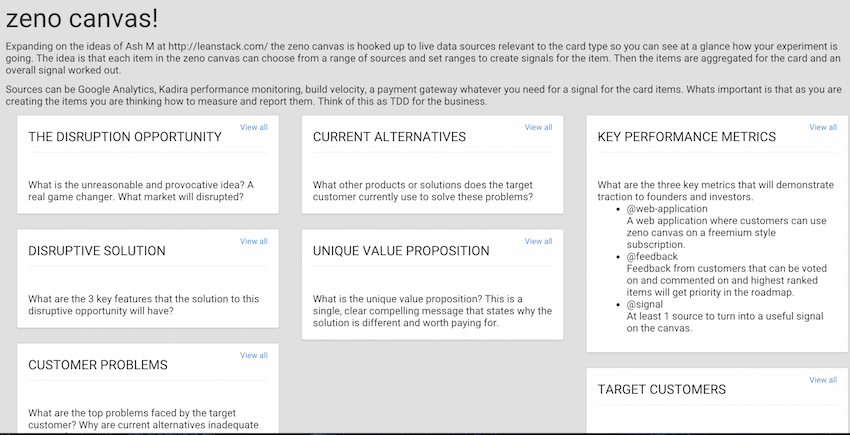 zeno canvas!
Expanding on the ideas of Ash M at http://leanstack.com/ the zeno canvas is hooked up to live data sources relevant to the card type so you can see at a glance how your experiment is
going. The idea is that each item in the zeno canvas can choose from a range of sources and set ranges to create signals for the item. Then the items are aggregated for the card and an
overall signal worked out.
Sources can be Google Analytics, Kadira performance monitoring, build velocity, a payment gateway whatever you need for a signal for the card items. Whats important is that as you are
creating the items you are thinking how to measure and report them. Think of this as TDD for the business.
View all
THE DISRUPTION OPPORTUNITY
What is the unreasonable and provocative idea? A
real game changer. What market will disrupted?
View all
DISRUPTIVE SOLUTION
What are the 3 key features that the solution to this
disruptive opportunity will have?
View all
CUSTOMER PROBLEMS
What are the top problems faced by the target
customer? Why are current alternatives inadequate
View all
CURRENT ALTERNATIVES
What other products or solutions does the target
customer currently use to solve these problems?
View all
UNIQUE VALUE PROPOSITION
What is the unique value proposition? This is a
single, clear compelling message that states why the
solution is different and worth paying for.
View all
KEY PERFORMANCE METRICS
What are the three key metrics that will demonstrate
traction to founders and investors.
• @web-application
A web application where customers can use
zeno canvas on a freemium style
subscription.
• @feedback
Feedback from customers that can be voted
on and commented on and highest ranked
items will get priority in the roadmap.
• @signal
At least 1 source to turn into a useful signal
on the canvas.
View all
TARGET CUSTOMERS